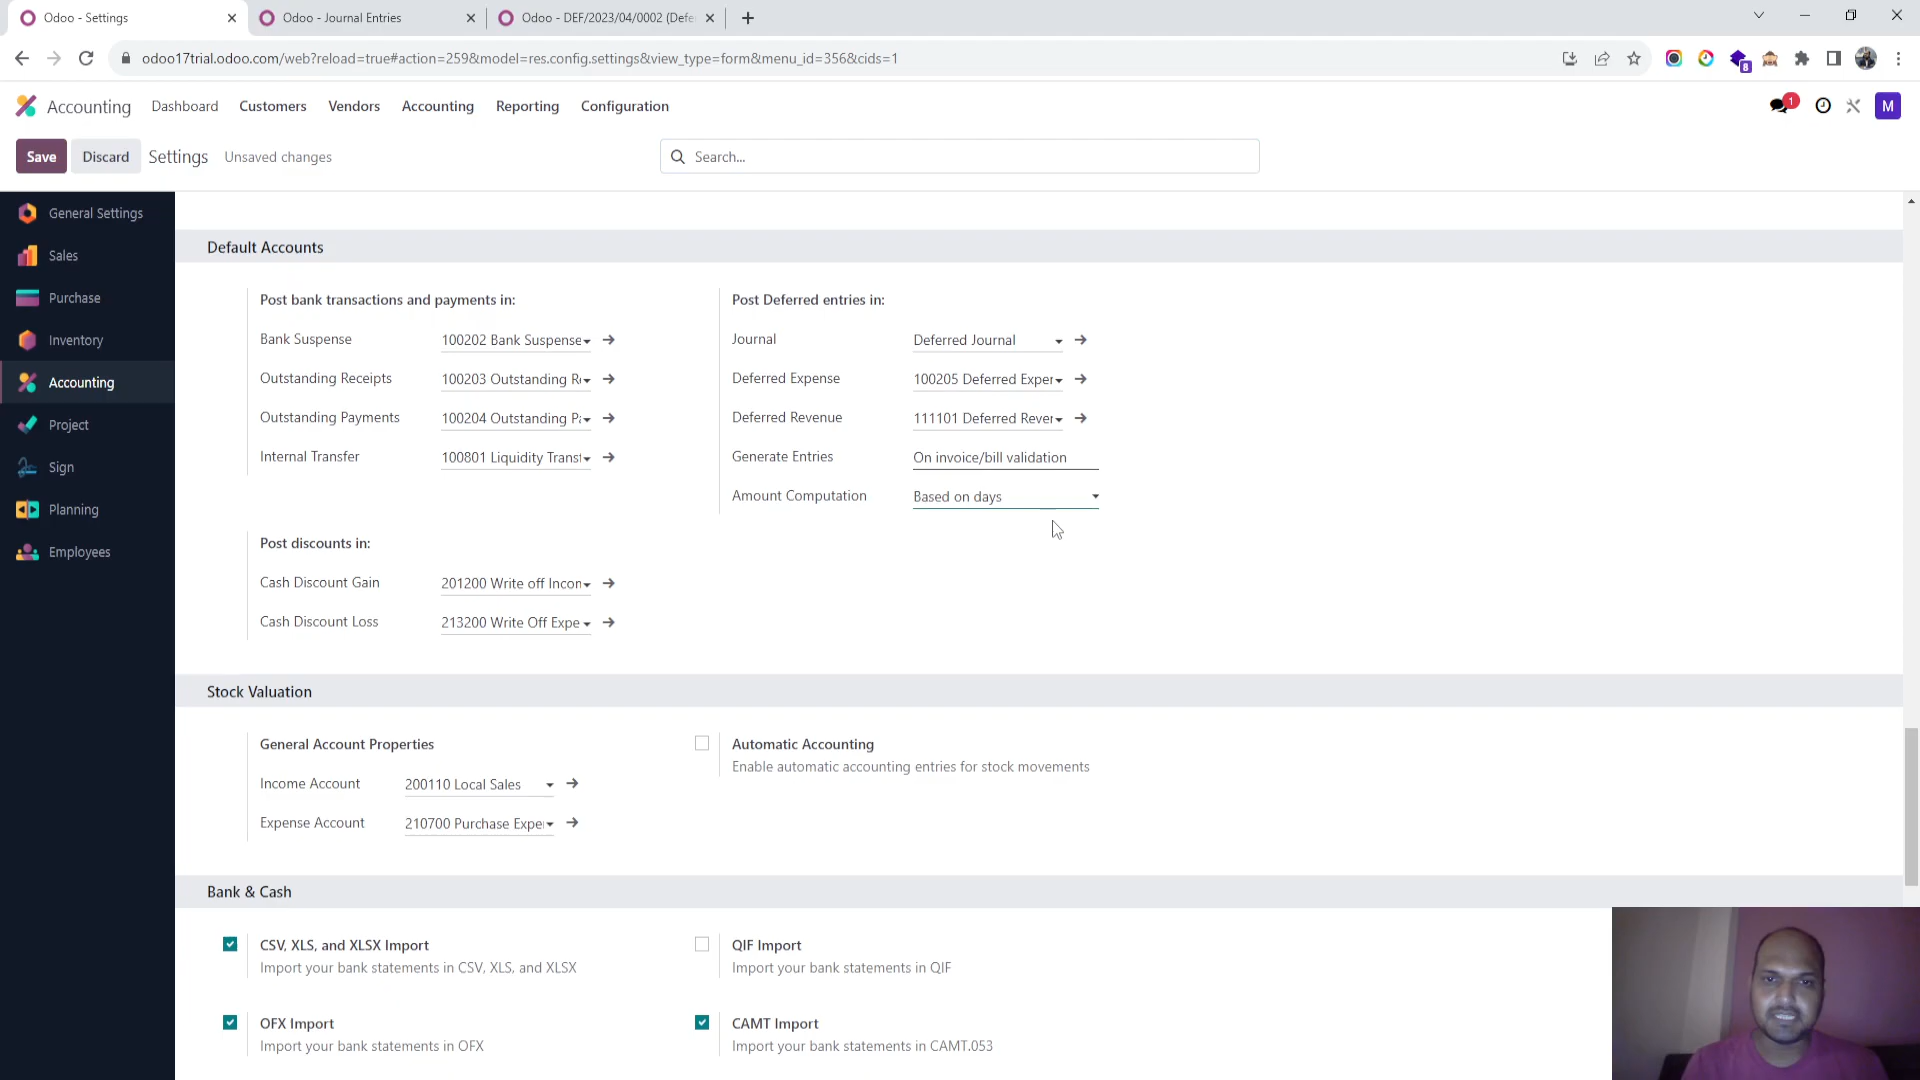 Odoo - Settings
Odoo - Journal Entries
Odoo - DEF/2023/04/0002 (Defe
odoo17trial.odoo.com/web?reload=true#action=259&model=res.config.settings&view_type=form&menu_id=356&cids=1
8
Accounting Dashboard Customers Vendors Accounting Reporting Configuration
1
M
Save Discard Settings Unsaved changes
Search...
General Settings
Sales
Purchase
Inventory
Accounting
Project
Sign
Planning
Employees
Default Accounts
Post bank transactions and payments in:
Bank Suspense 100202 Bank Suspense
Outstanding Receipts 100203 Outstanding R
Outstanding Payments 100204 Outstanding P
Internal Transfer 100801 Liquidity Trans
Post Deferred entries in:
Journal Deferred Journal
Deferred Expense 100205 Deferred Exper
Deferred Revenue 111101 Deferred Rever
Generate Entries On invoice/bill validation
Amount Computation Based on days
Post discounts in:
Cash Discount Gain 201200 Write off Incon
Cash Discount Loss 213200 Write Off Expe
Stock Valuation
General Account Properties
Income Account 200110 Local Sales
Expense Account 210700 Purchase Expe
Automatic Accounting
Enable automatic accounting entries for stock movements
Bank & Cash
CSV, XLS, and XLSX Import
Import your bank statements in CSV, XLS, and XLSX
QIF Import
Import your bank statements in QIF
OFX Import
Import your bank statements in OFX
CAMT Import
Import your bank statements in CAMT.053